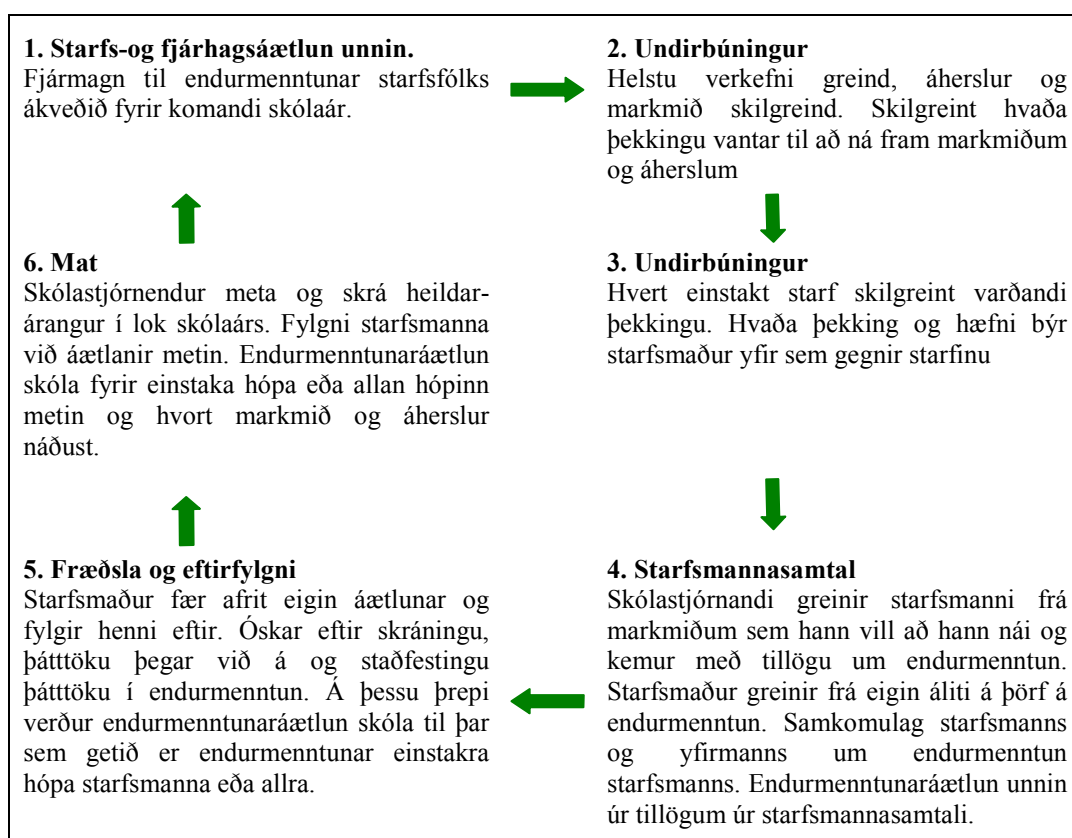 1. Starfs-og fjárhagsáætlun unnin.
Fjármagn til endurmenntunar starfsfólks
ákveðið fyrir komandi skólaár.
2. Undirbúningur
Helstu verkefni greind, áherslur og
markmið skilgreind. Skilgreint hvaða
þekkingu vantar til að ná fram markmiðum
og áherslum
3. Undirbúningur
Hvert einstakt starf skilgreint varðandi
þekkingu. Hvaða þekking og hæfni býr
starfsmaður yfir sem gegnir starfinu
4. Starfsmannasamtal
Skólastjórnandi greinir starfsmanni frá
markmiðum sem hann vill að hann nái og
kemur með tillögu um endurmenntun.
Starfsmaður greinir frá eigin áliti á þörf á
endurmenntun. Samkomulag starfsmanns
og yfirmanns um endurmenntun
starfsmanns. Endurmenntunaráætlun unnin
úr tillögum úr starfsmannasamtali.
5. Fræðsla og eftirfylgni
Starfsmaður fær afrit eigin áætlunar og
fylgir henni eftir. Óskar eftir skráningu,
þátttöku þegar við á og staðfestingu
þátttöku í endurmenntun. Á þessu þrepi
verður endurmenntunaráætlun skóla til þar
sem getið er endurmenntunar einstakra
hópa starfsmanna eða allra.
6. Mat
Skólastjórnendur meta og skrá heildar-
árangur í lok skólaárs. Fylgni starfsmanna
við áætlanir metin. Endurmenntunaráætlun
skóla fyrir einstaka hópa eða allan hópinn
metin og hvort markmið og áherslur
náðust.